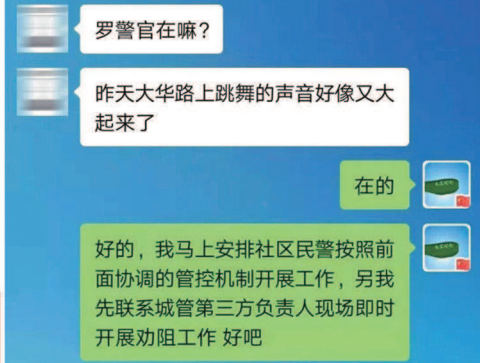 罗警官在嘛？
昨天大华路上跳舞的声音好像又大
起来了
在的
好的，我马上安排社区民警按照前
面协调的管控机制开展工作，另我
先联系城管第三方负责人现场即时
开展劝阻工作 好吧